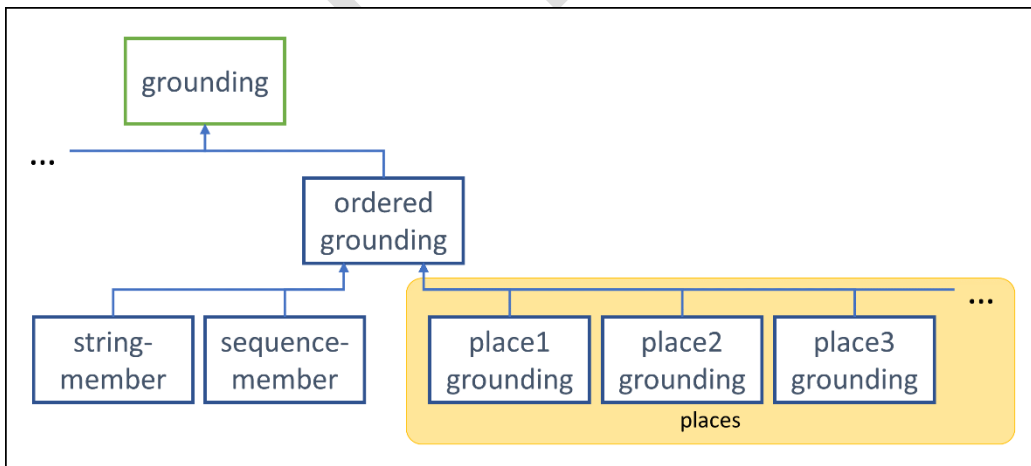 grounding
...
ordered
grounding
...
string-
member
sequence-
member
place1
grounding
place2
grounding
place3
grounding
places